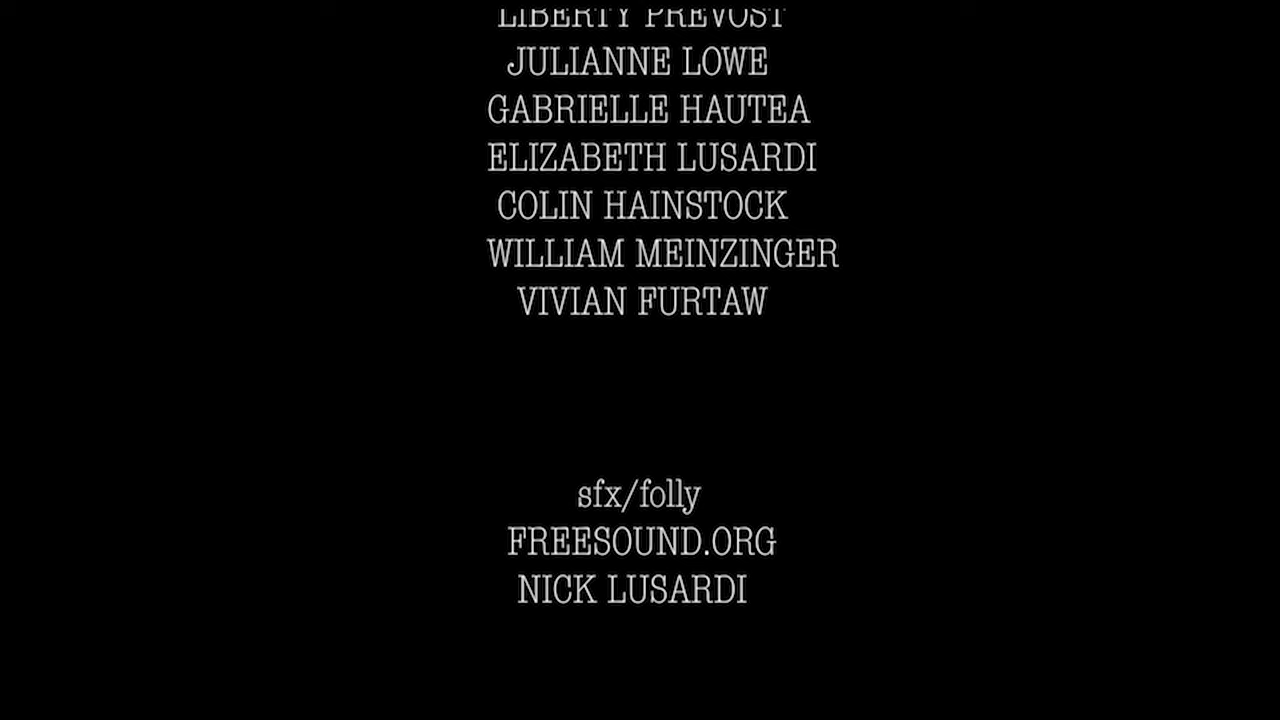 LIBERTY PREVOST
JULIANNE LOWE
GABRIELLE HAUTEA
ELIZABETH LUSARDI
COLIN HAINSTOCK
WILLIAM MEINZINGER
VIVIAN FURTAW
sfx/folly
FREESOUND.ORG
NICK LUSARDI